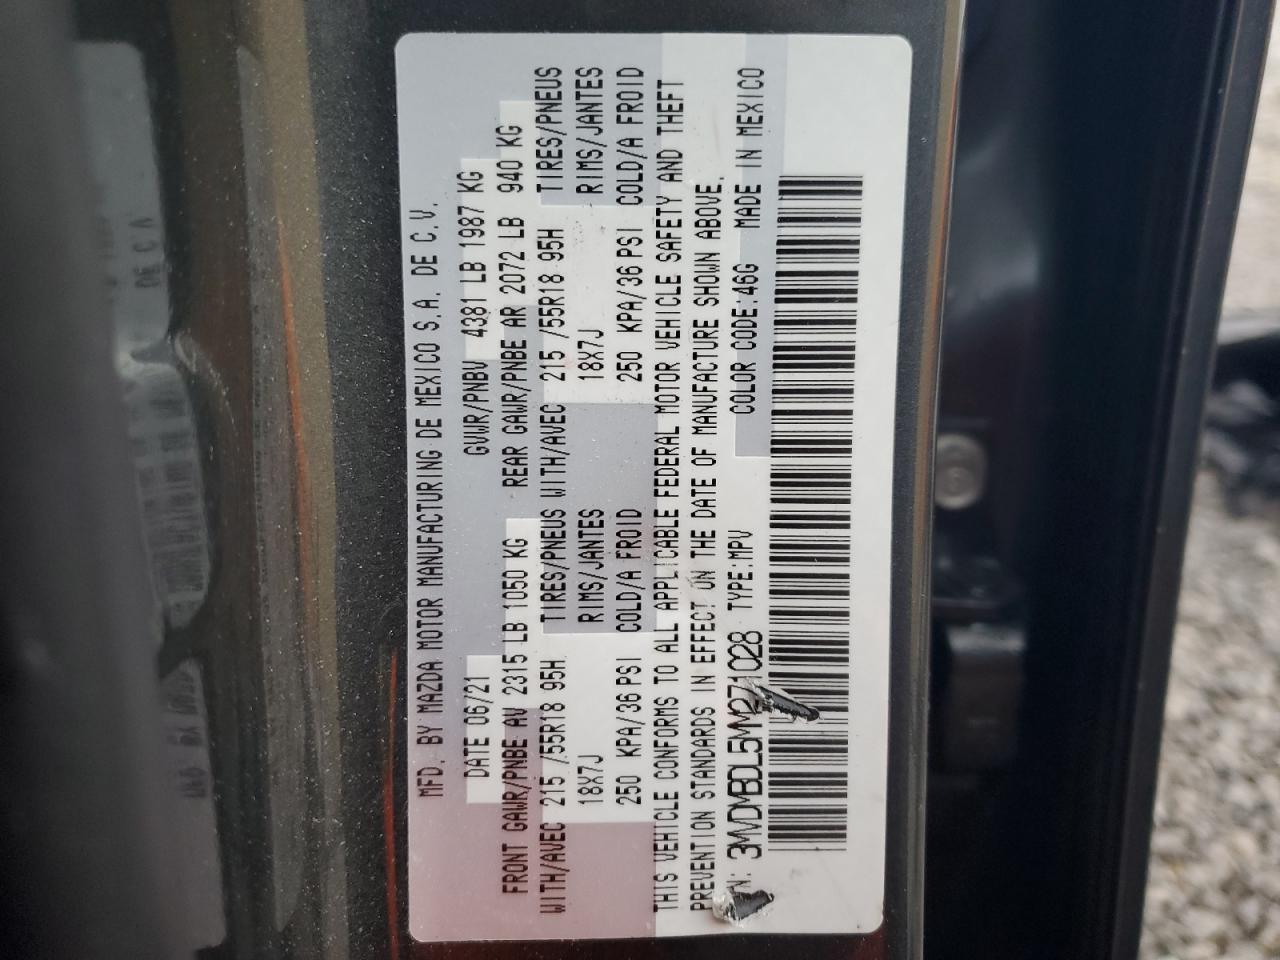 MFD. BY MAZDA MOTOR MANUFACTURING DE MEXICO S.A. DE C.V.
DATE 06/21 GVWR/PNBV 4381 LB 1987 KG
FRONT GAWR/PNBE AV 2315 LB 1050 KG REAR GAWR/PNBE AR 2072 LB 940 KG
WITH/AVEC 215 /55R18 95H TIRES/PNEUS WITH/AVEC 215 /55R18 95H TIRES/PNEUS
18X7J RIMS/JANTES 18X7J RIMS/JANTES
250 KPA/36 PSI COLD/A FROID 250 KPA/36 PSI COLD/A FROID
THIS VEHICLE CONFORMS TO ALL APPLICABLE FEDERAL MOTOR VEHICLE SAFETY AND THEFT
PREVENTION STANDARDS IN EFFECT ON THE DATE OF MANUFACTURE SHOWN ABOVE.
3MVDMBDL5MM271028 TYPE:MPV COLOR CODE:46G MADE IN MEXICO